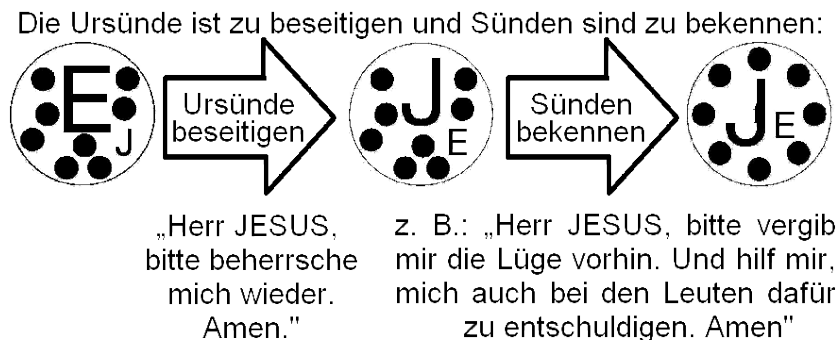 Die Ursünde ist zu beseitigen und Sünden sind zu bekennen:
E
J
Ursünde
beseitigen
J
E
Sünden
bekennen
J
E
„Herr JESUS,
bitte beherrsche
mich wieder.
Amen."
z. B.: „Herr JESUS, bitte vergib
mir die Lüge vorhin. Und hilf mir,
mich auch bei den Leuten dafür
zu entschuldigen. Amen"